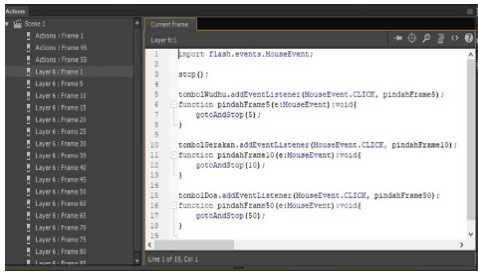 Actions
Scene 1
Actions : Frame 1
Actions : Frame 45
Actions : Frame 55
Layer 6 : Frame 1
Layer 6 : Frame 5
Layer 6 : Frame 10
Layer 6 : Frame 15
Layer 6 : Frame 20
Layer 6 : Frame 25
Layer 6 : Frame 30
Layer 6 : Frame 35
Layer 6 : Frame 40
Layer 6 : Frame 45
Layer 6 : Frame 50
Layer 6 : Frame 60
Layer 6 : Frame 65
Layer 6 : Frame 70
Layer 6 : Frame 75
Layer 6 : Frame 80
Layer 6 : Frame 85
Current Frame
Layer 6:1
1 import flash.events.MouseEvent;
2
3 stop();
4
5 tombolWudhu.addEventListener(MouseEvent.CLICK, pindahFrame5);
6 function pindahFrame5(e:MouseEvent):void{
7 gotoAndStop(5);
8 }
9
10 tombolGerakan.addEventListener(MouseEvent.CLICK, pindahFrame10);
11 function pindahFrame10(e:MouseEvent):void{
12 gotoAndStop(10);
13 }
14
15 tombolDoa.addEventListener(MouseEvent.CLICK, pindahFrame50);
16 function pindahFrame50(e:MouseEvent):void{
17 gotoAndStop(50);
18 }
19
Line 1 of 19, Col 1